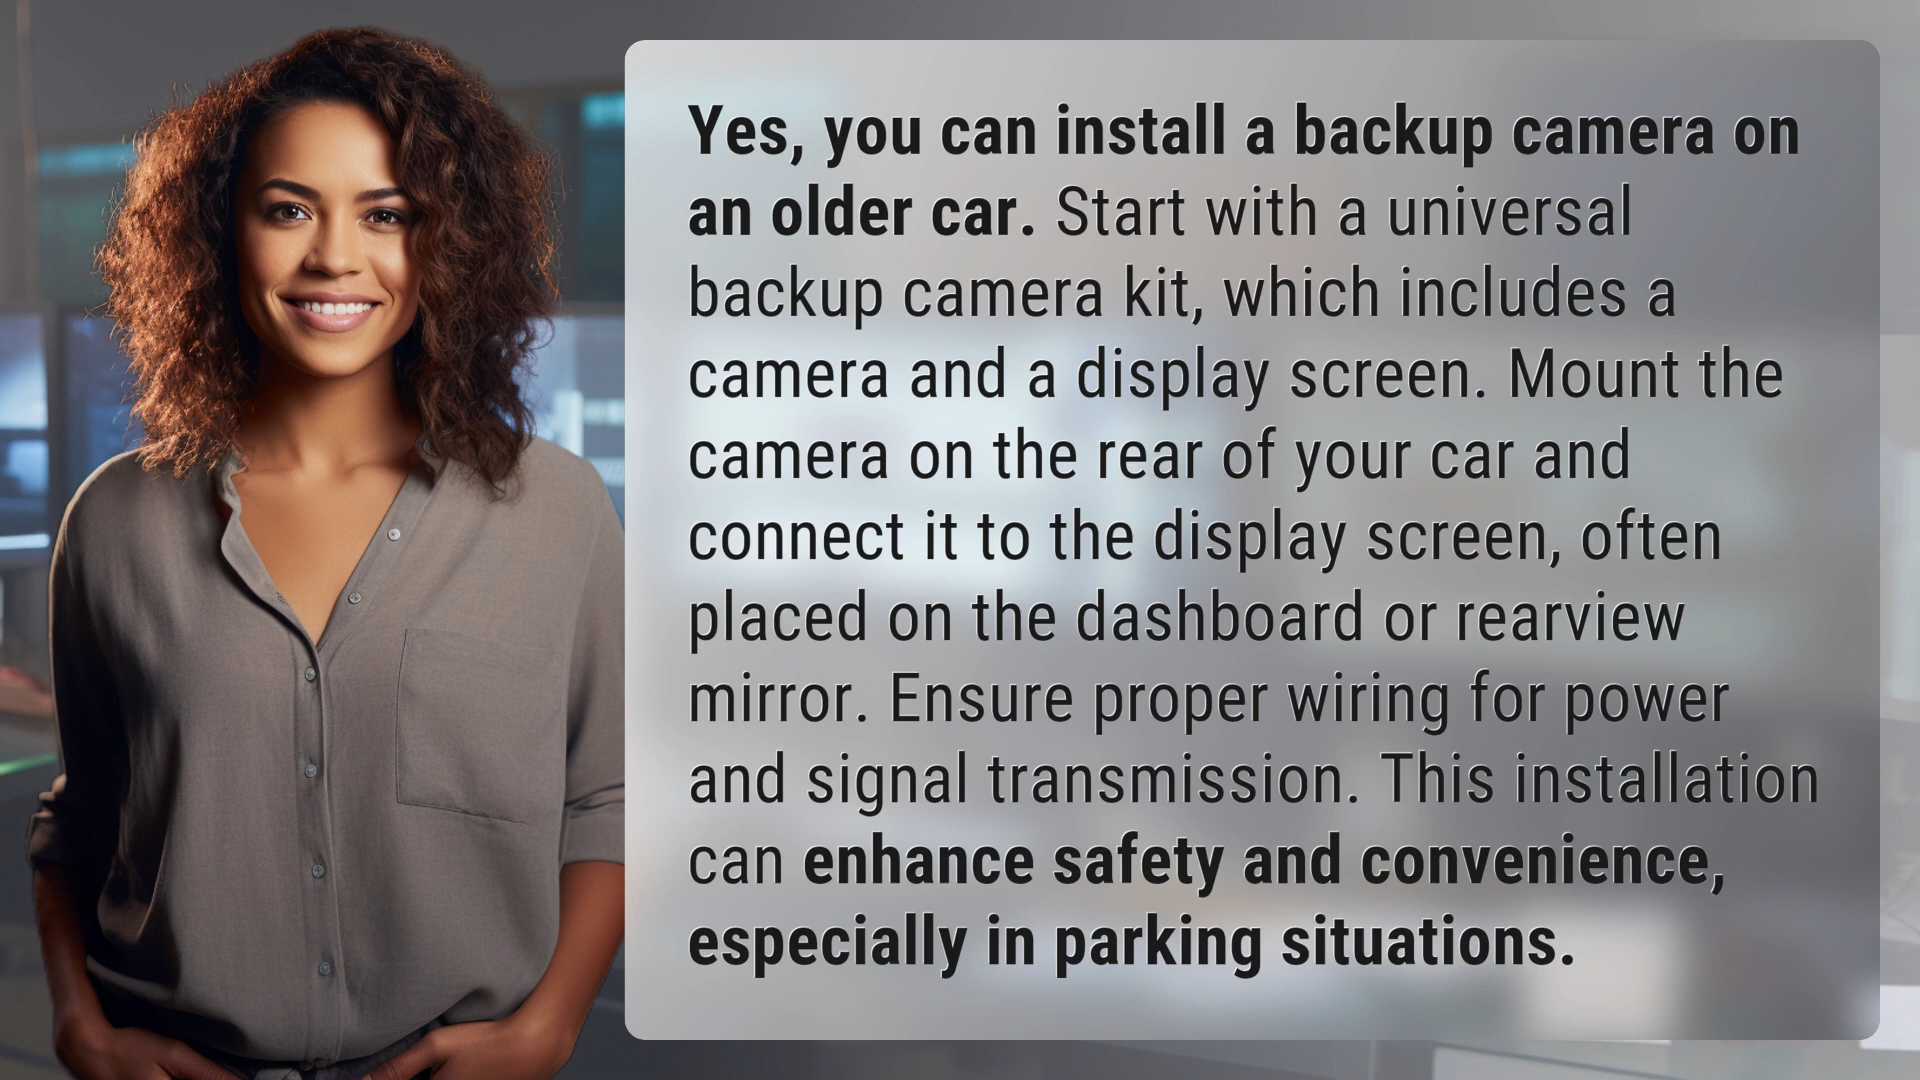 Yes, you can install a backup camera on
an older car. Start with a universal
backup camera kit, which includes a
camera and a display screen. Mount the
camera on the rear of your car and
connect it to the display screen, often
placed on the dashboard or rearview
mirror. Ensure proper wiring for power
and signal transmission. This installation
can enhance safety and convenience,
especially in parking situations.